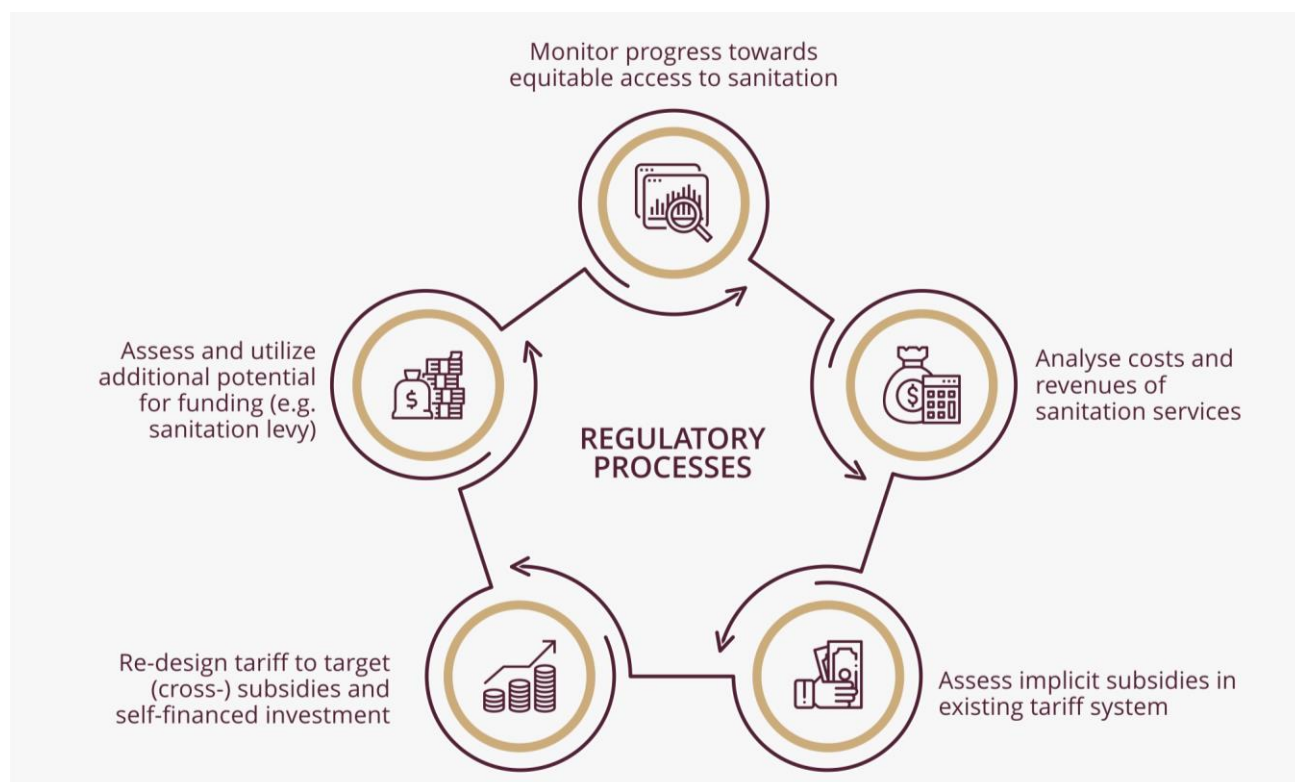 Monitor progress towards
equitable access to sanitation
Analyse costs and
revenues of
sanitation services
Assess implicit subsidies in
existing tariff system
Re-design tariff to target
(cross-) subsidies and
self-financed investment
Assess and utilize
additional potential
for funding (e.g.
sanitation levy)
REGULATORY
PROCESSES